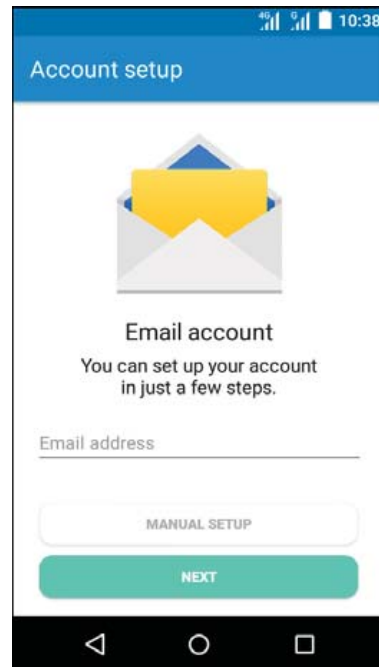 4G G 10:38
Account setup
Email account
You can set up your account
in just a few steps.
Email address
MANUAL SETUP
NEXT